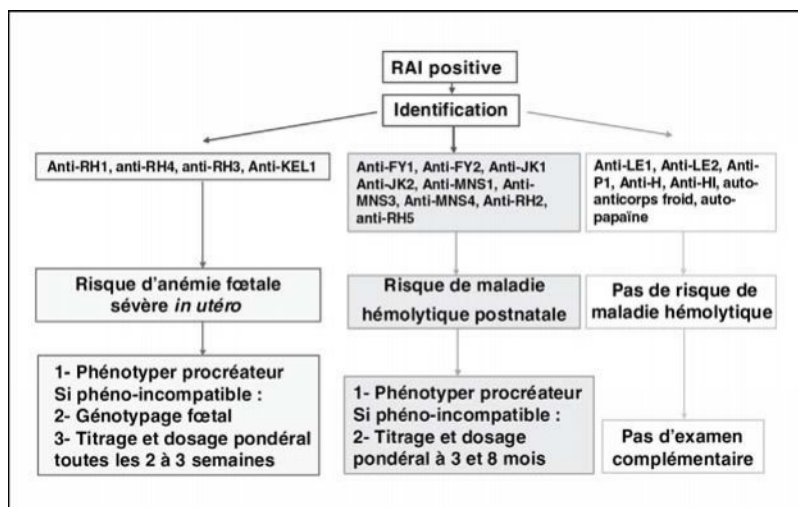 RAI positive
Identification
Anti-RH1, anti-RH4, anti-RH3, Anti-KEL1
Risque d'anémie fœtale
sévère in utéro
1- Phénotyper procréateur
Si phéno-incompatible :
2- Génotypage fœtal
3- Titrage et dosage pondéral
toutes les 2 à 3 semaines
Anti-FY1, Anti-FY2, Anti-JK1
Anti-JK2, Anti-MNS1, Anti-
MNS3, Anti-MNS4, Anti-RH2,
anti-RH5
Risque de maladie
hémolytique postnatale
1- Phénotyper procréateur
Si phéno-incompatible :
2- Titrage et dosage
pondéral à 3 et 8 mois
Anti-LE1, Anti-LE2, Anti-
P1, Anti-H, Anti-HI, auto-
anticorps froid, auto-
papaïne
Pas de risque de
maladie hémolytique
Pas d'examen
complémentaire